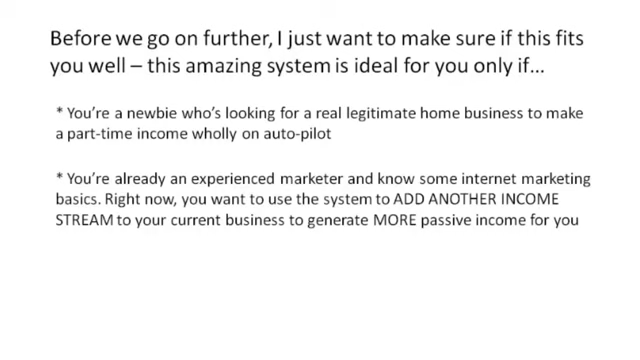 Before we go on further, I just want to make sure if this fits
you well – this amazing system is ideal for you only if...
* You're a newbie who's looking for a real legitimate home business to make
a part-time income wholly on auto-pilot
* You're already an experienced marketer and know some internet marketing
basics. Right now, you want to use the system to ADD ANOTHER INCOME
STREAM to your current business to generate MORE passive income for you